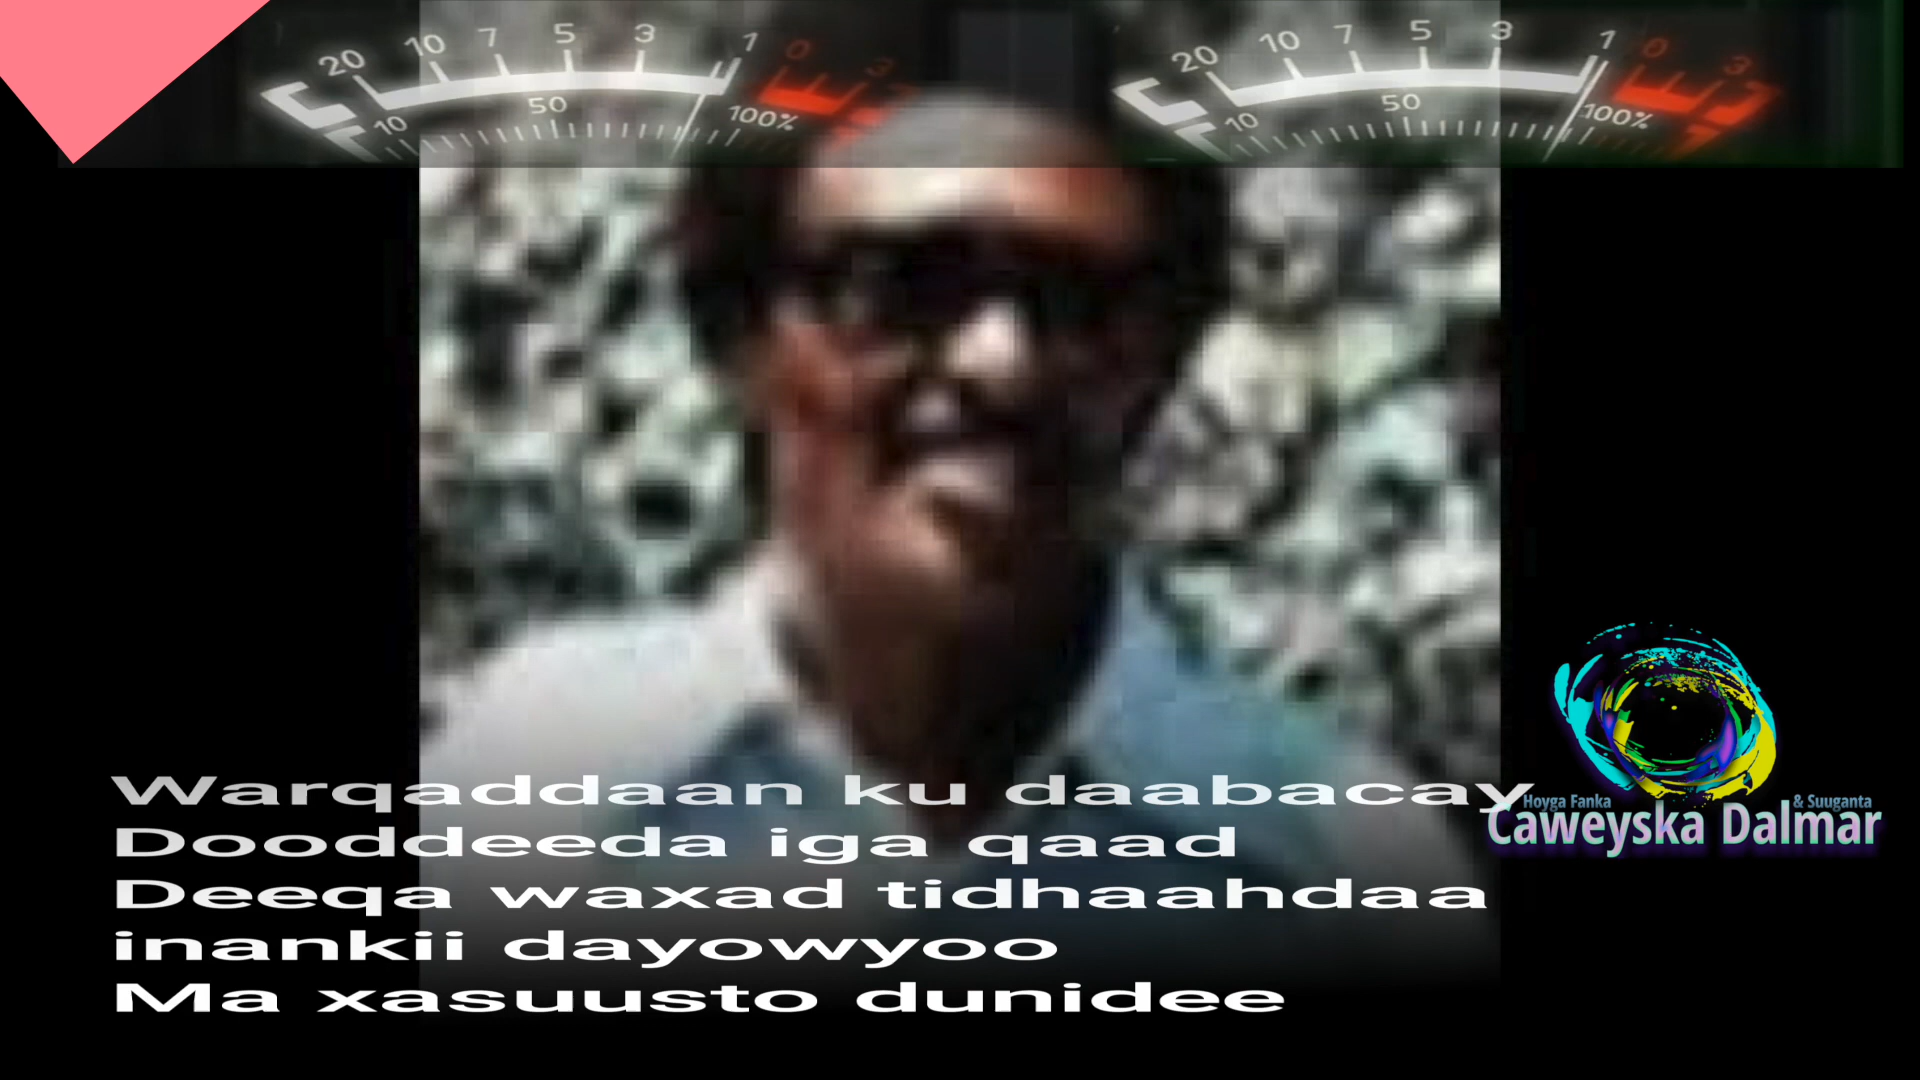 20 10 7 5 3 1 0 3
10 50 100%
20 10 7 5 3 1 0 3
10 50 100%
Warqaddaan ku daabacay
Dooddeeda iga qaad
Deeqa waxad tidhaahdaa
inankii dayowyoo
Ma xasuusto dunidee
Hoyga Fanka & Suuganta
Caweyska Dalmar